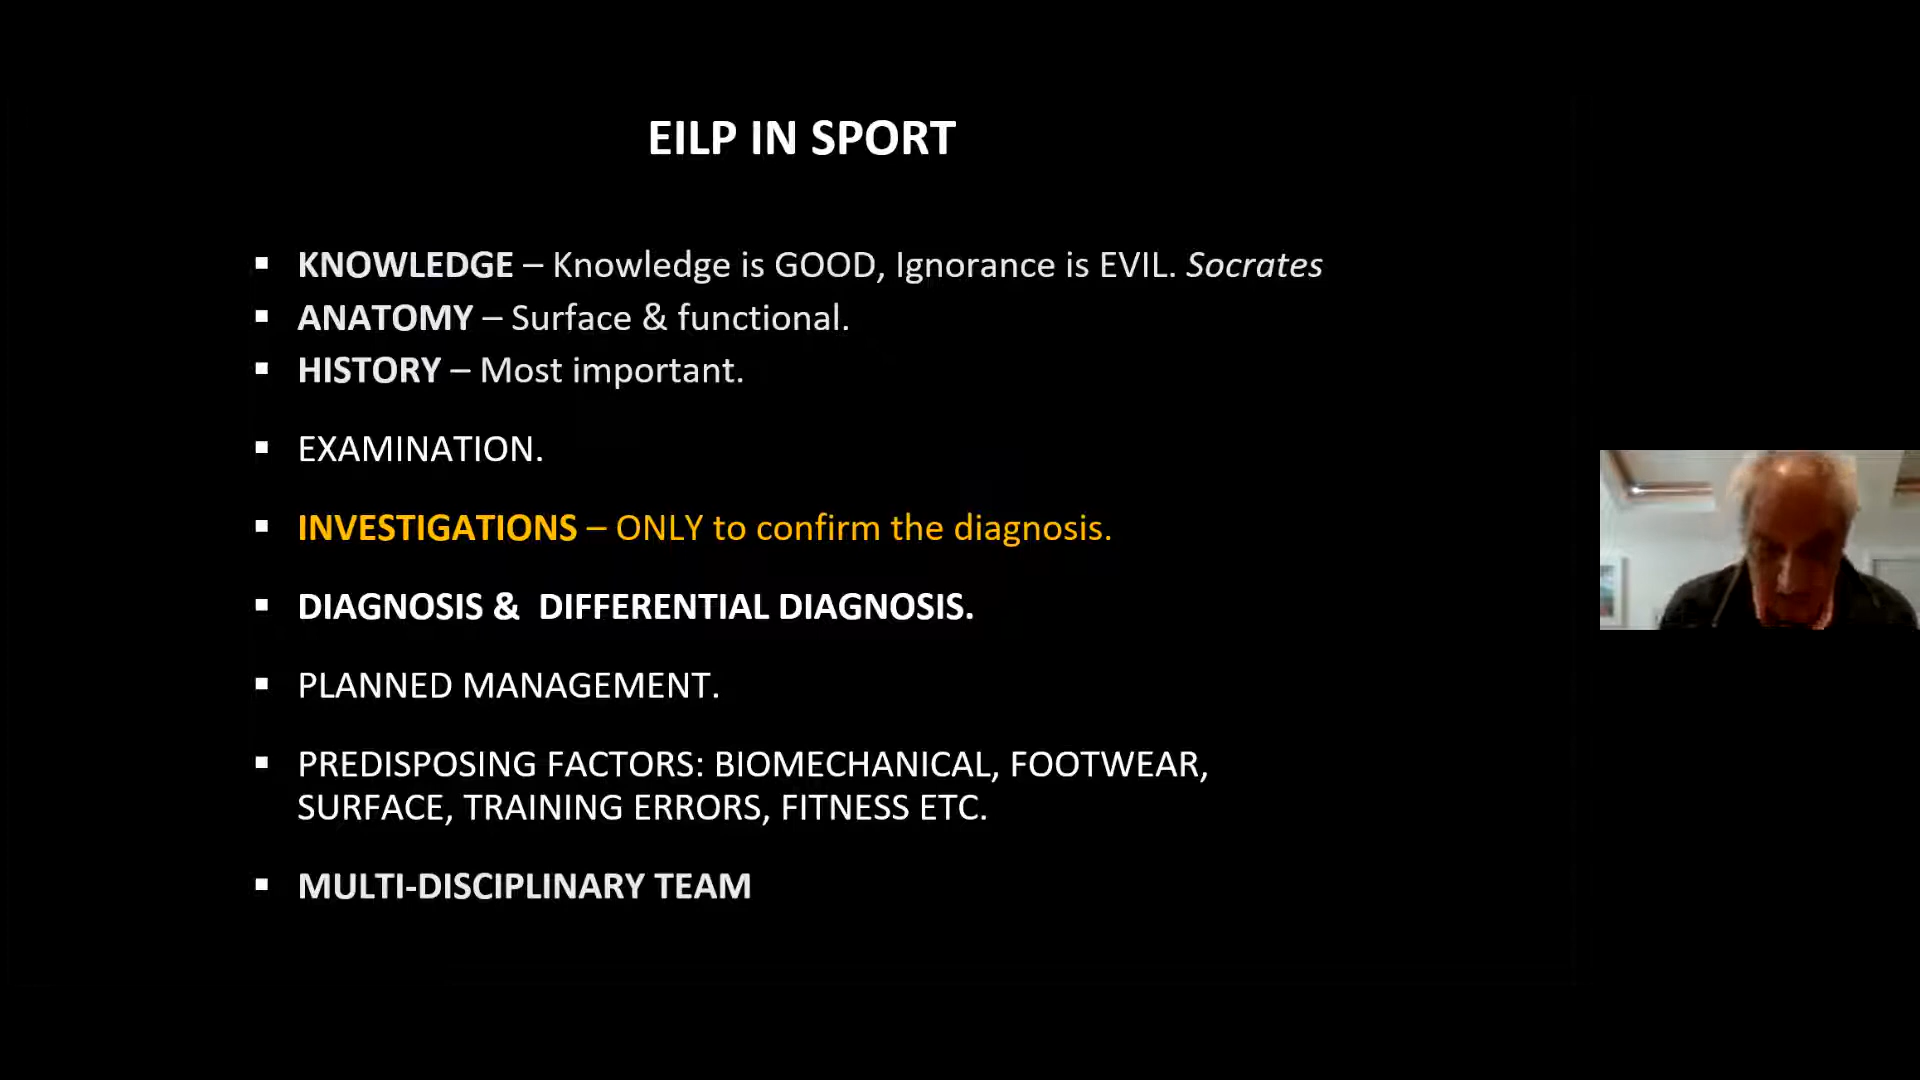 EILP IN SPORT
▪ KNOWLEDGE – Knowledge is GOOD, Ignorance is EVIL. Socrates
▪ ANATOMY – Surface & functional.
▪ HISTORY – Most important.
▪ EXAMINATION.
▪ INVESTIGATIONS – ONLY to confirm the diagnosis.
▪ DIAGNOSIS & DIFFERENTIAL DIAGNOSIS.
▪ PLANNED MANAGEMENT.
▪ PREDISPOSING FACTORS: BIOMECHANICAL, FOOTWEAR,
SURFACE, TRAINING ERRORS, FITNESS ETC.
▪ MULTI-DISCIPLINARY TEAM